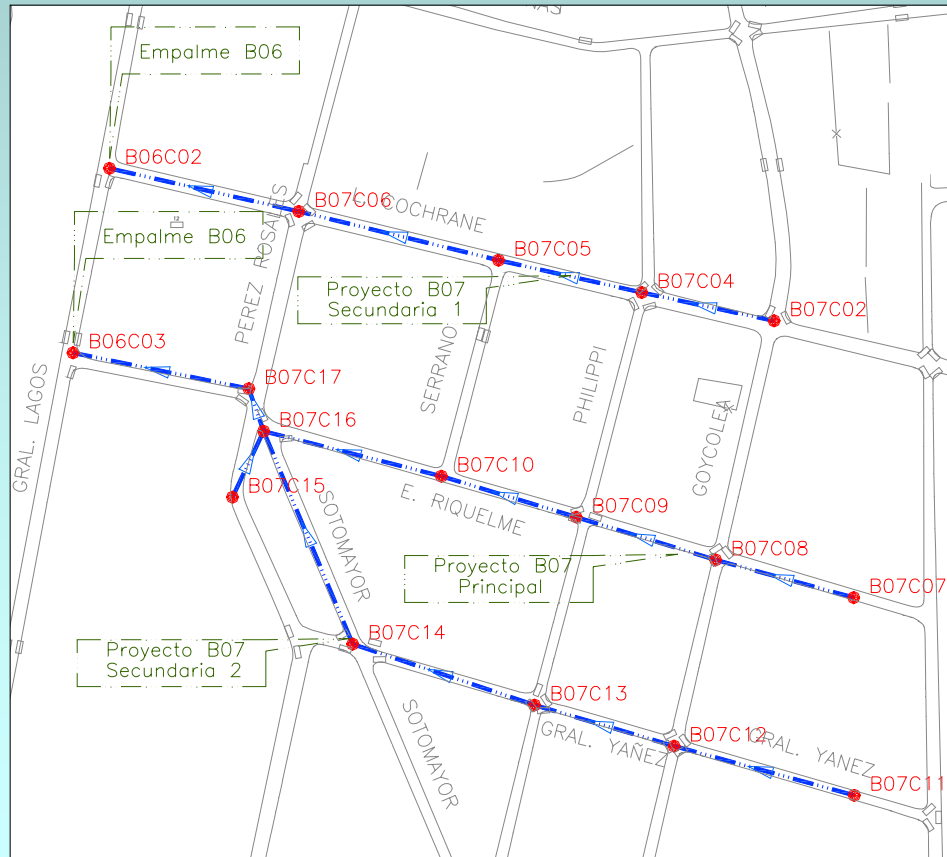 Empalme B06
B06C02
B07C06
L. COCHRANE
PEREZ ROSALES
B07C05
Empalme B06
Proyecto B07
Secundaria 1
B07C04
B07C02
B06C03
SERRANO
PHILIPPI
GOYCOLEA
GRAL. LAGOS
B07C17
B07C16
B07C10
B07C15
SOTOMAYOR
E. RIQUELME
B07C09
B07C08
Proyecto B07
Principal
B07C07
B07C14
Proyecto B07
Secundaria 2
B07C13
SOTOMAYOR
GRAL. YAÑEZ
B07C12
GRAL. YANEZ
B07C11